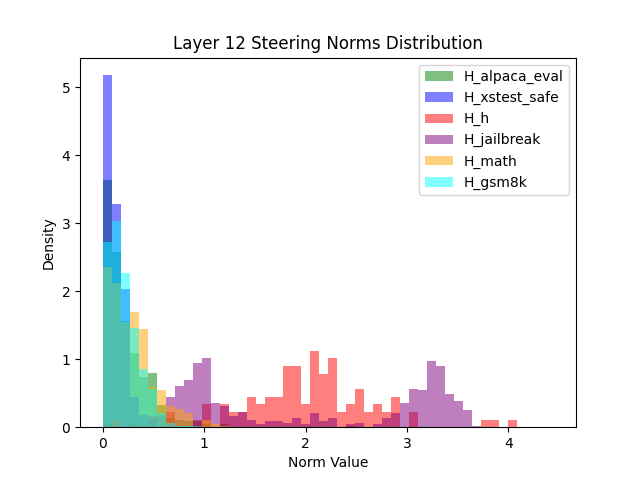 Layer 12 Steering Norms Distribution
H_alpaca_eval
H_xstest_safe
H_h
H_jailbreak
H_math
H_gsm8k
Density
5
4
3
2
1
0
0 1 2 3 4
Norm Value